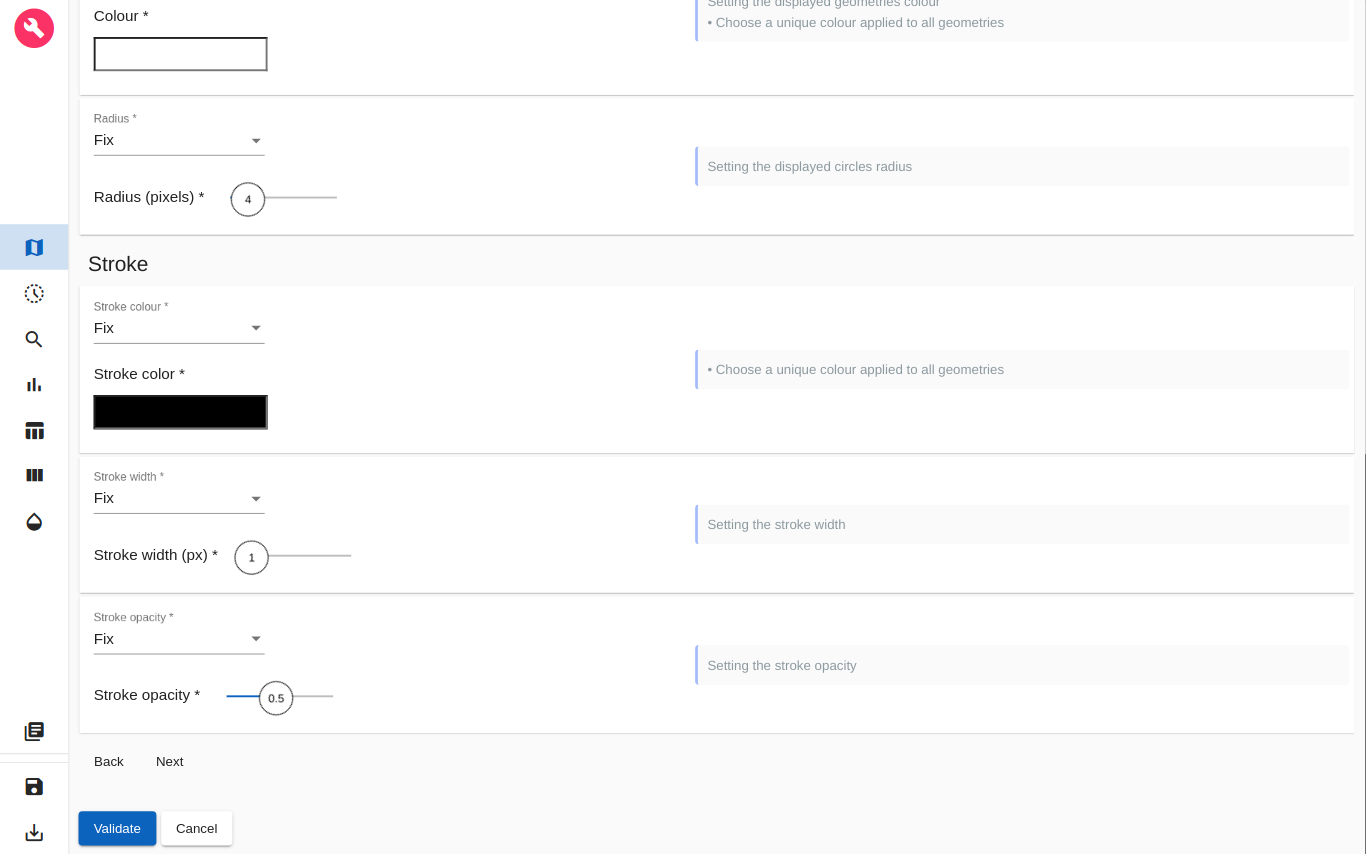 Setting the displayed geometries colour
Colour *
• Choose a unique colour applied to all geometries
Radius *
Fix
Setting the displayed circles radius
Radius (pixels) *
4
Stroke
Stroke colour *
Fix
Stroke color *
• Choose a unique colour applied to all geometries
Stroke width *
Fix
Setting the stroke width
Stroke width (px) *
1
Stroke opacity *
Fix
Setting the stroke opacity
Stroke opacity *
0.5
Back
Next
Validate
Cancel